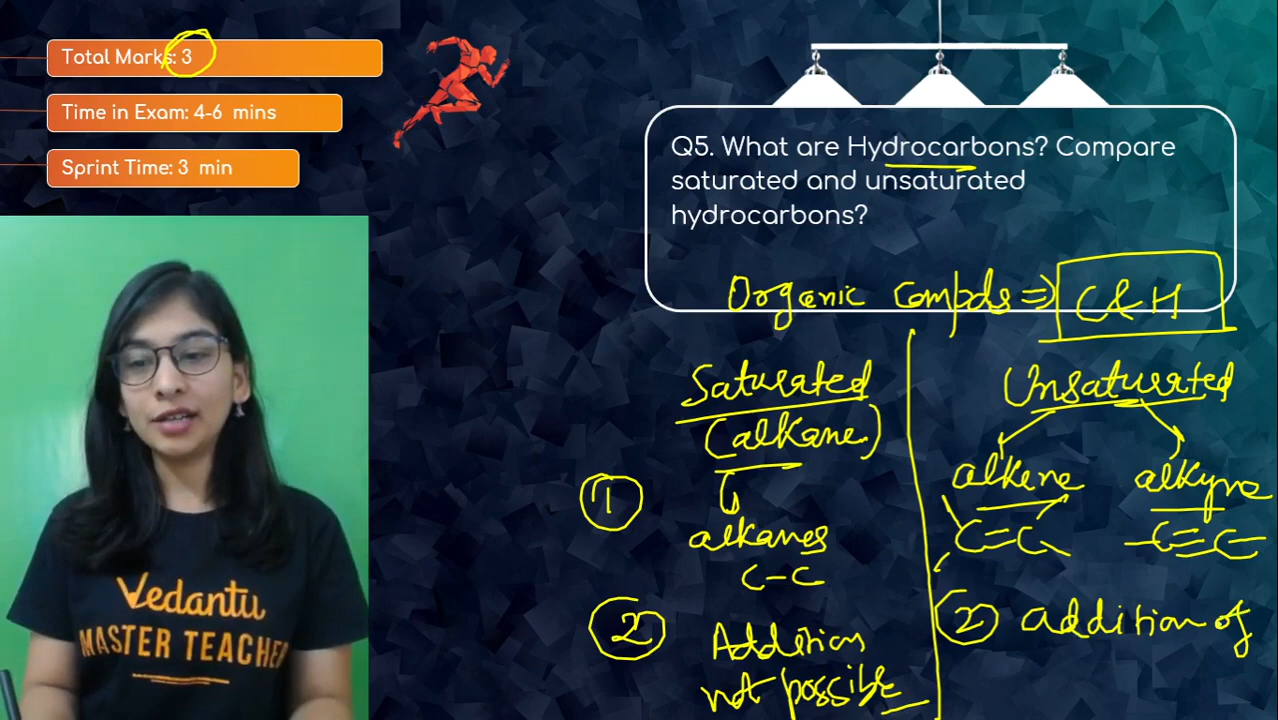 Total Marks: 3
Time in Exam: 4-6 mins
Sprint Time: 3 min
Q5. What are Hydrocarbons? Compare
saturated and unsaturated
hydrocarbons?
Organic compds ⇒ C & H
Saturated
(alkane)
①
alkanes
C-C
②
Addition
not possible
Unsaturated
alkene alkyne
C=C -C≡C-
② Addition of
Vedantu
MASTER TEACHER